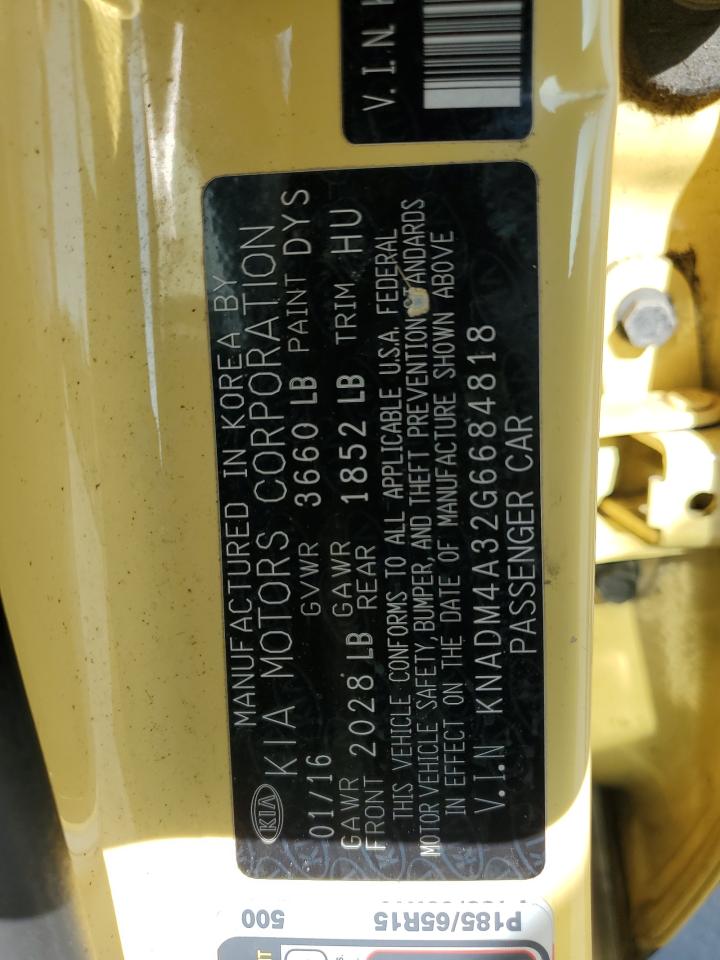 V.I.N
KIA
MANUFACTURED IN KOREA BY
KIA MOTORS CORPORATION
01/16 GVWR 3660 LB PAINT DYS
GAWR FRONT 2028 LB GAWR REAR 1852 LB TRIM HU
THIS VEHICLE CONFORMS TO ALL APPLICABLE U.S.A. FEDERAL
MOTOR VEHICLE SAFETY, BUMPER, AND THEFT PREVENTION STANDARDS
IN EFFECT ON THE DATE OF MANUFACTURE SHOWN ABOVE
V.I.N KNADM4A32G6684818
PASSENGER CAR
P185/65R15
500